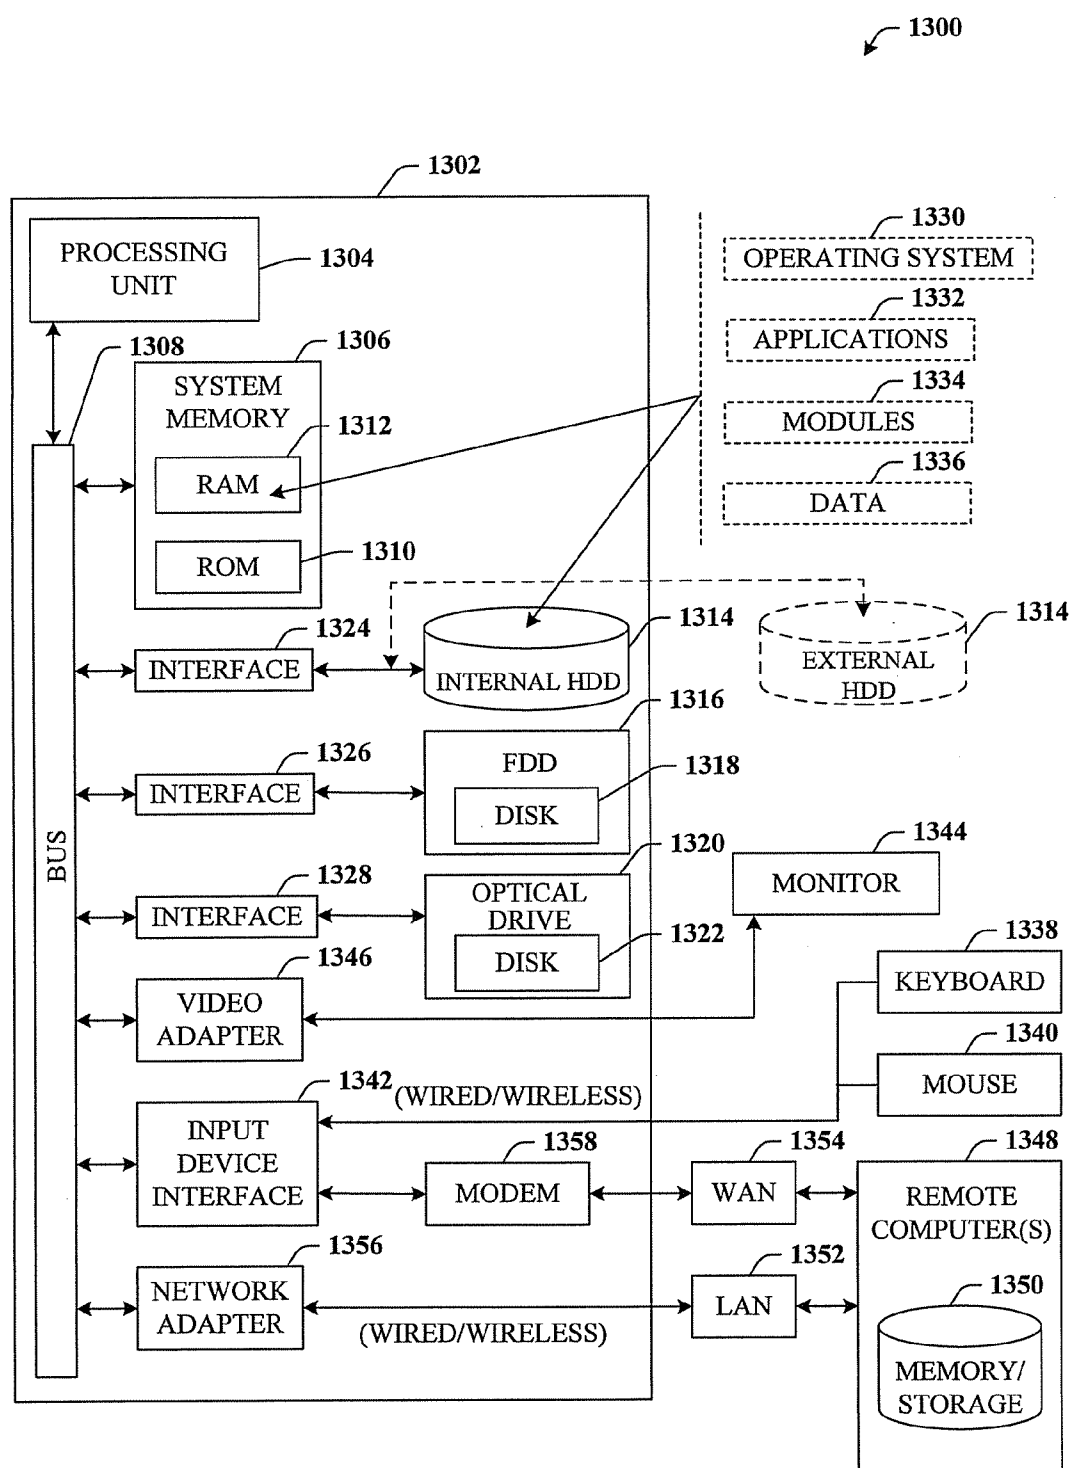 1300
1302
PROCESSING
UNIT
1304
1308
1306
SYSTEM
MEMORY
1312
RAM
1310
ROM
1330
OPERATING SYSTEM
1332
APPLICATIONS
1334
MODULES
1336
DATA
1324
INTERFACE
1314
INTERNAL HDD
1314
EXTERNAL
HDD
1316
1326
INTERFACE
FDD
1318
DISK
BUS
1320
1328
INTERFACE
OPTICAL
DRIVE
1322
DISK
1344
MONITOR
1346
VIDEO
ADAPTER
1338
KEYBOARD
1340
MOUSE
1342
(WIRED/WIRELESS)
INPUT
DEVICE
INTERFACE
1358
MODEM
1354
WAN
1348
REMOTE
COMPUTER(S)
1356
NETWORK
ADAPTER
(WIRED/WIRELESS)
1352
LAN
1350
MEMORY/
STORAGE